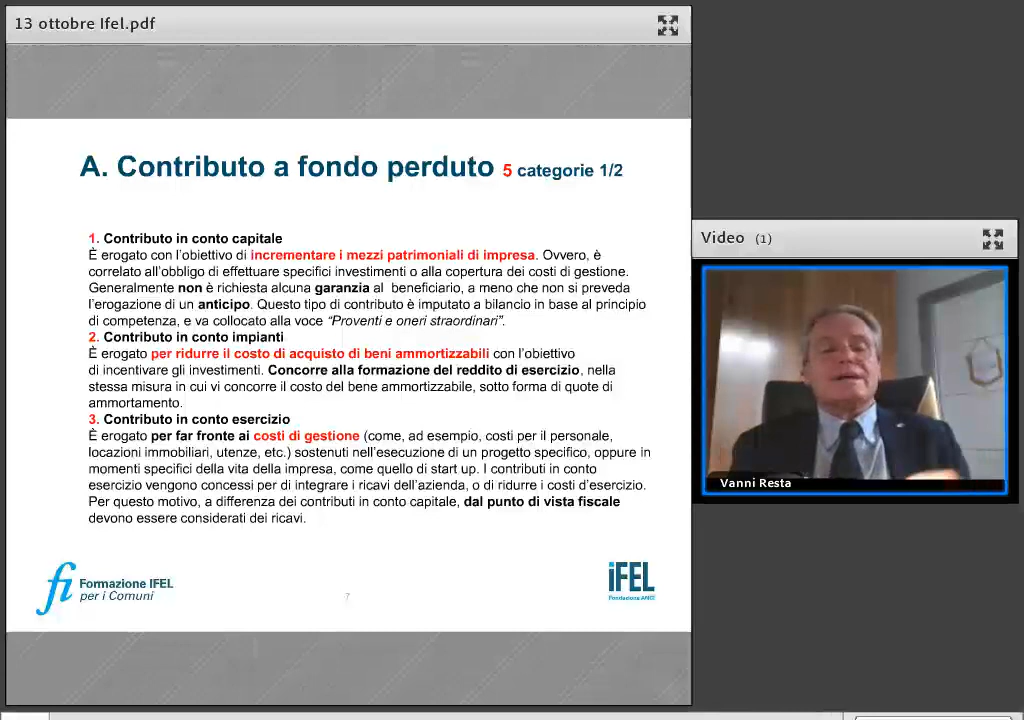 13 ottobre Ifel.pdf
A. Contributo a fondo perduto 5 categorie 1/2
1. Contributo in conto capitale
È erogato con l'obiettivo di incrementare i mezzi patrimoniali di impresa. Ovvero, è
correlato all'obbligo di effettuare specifici investimenti o alla copertura dei costi di gestione.
Generalmente non è richiesta alcuna garanzia al beneficiario, a meno che non si preveda
l'erogazione di un anticipo. Questo tipo di contributo è imputato a bilancio in base al principio
di competenza, e va collocato alla voce “Proventi e oneri straordinari”.
2. Contributo in conto impianti
È erogato per ridurre il costo di acquisto di beni ammortizzabili con l'obiettivo
di incentivare gli investimenti. Concorre alla formazione del reddito di esercizio, nella
stessa misura in cui vi concorre il costo del bene ammortizzabile, sotto forma di quote di
ammortamento.
3. Contributo in conto esercizio
È erogato per far fronte ai costi di gestione (come, ad esempio, costi per il personale,
locazioni immobiliari, utenze, etc.) sostenuti nell'esecuzione di un progetto specifico, oppure in
momenti specifici della vita della impresa, come quello di start up. I contributi in conto
esercizio vengono concessi per di integrare i ricavi dell'azienda, o di ridurre i costi d'esercizio.
Per questo motivo, a differenza dei contributi in conto capitale, dal punto di vista fiscale
devono essere considerati dei ricavi.
fi Formazione IFEL
per i Comuni
7
iFEL
Fondazione ANCI
Video (1)
Vanni Resta